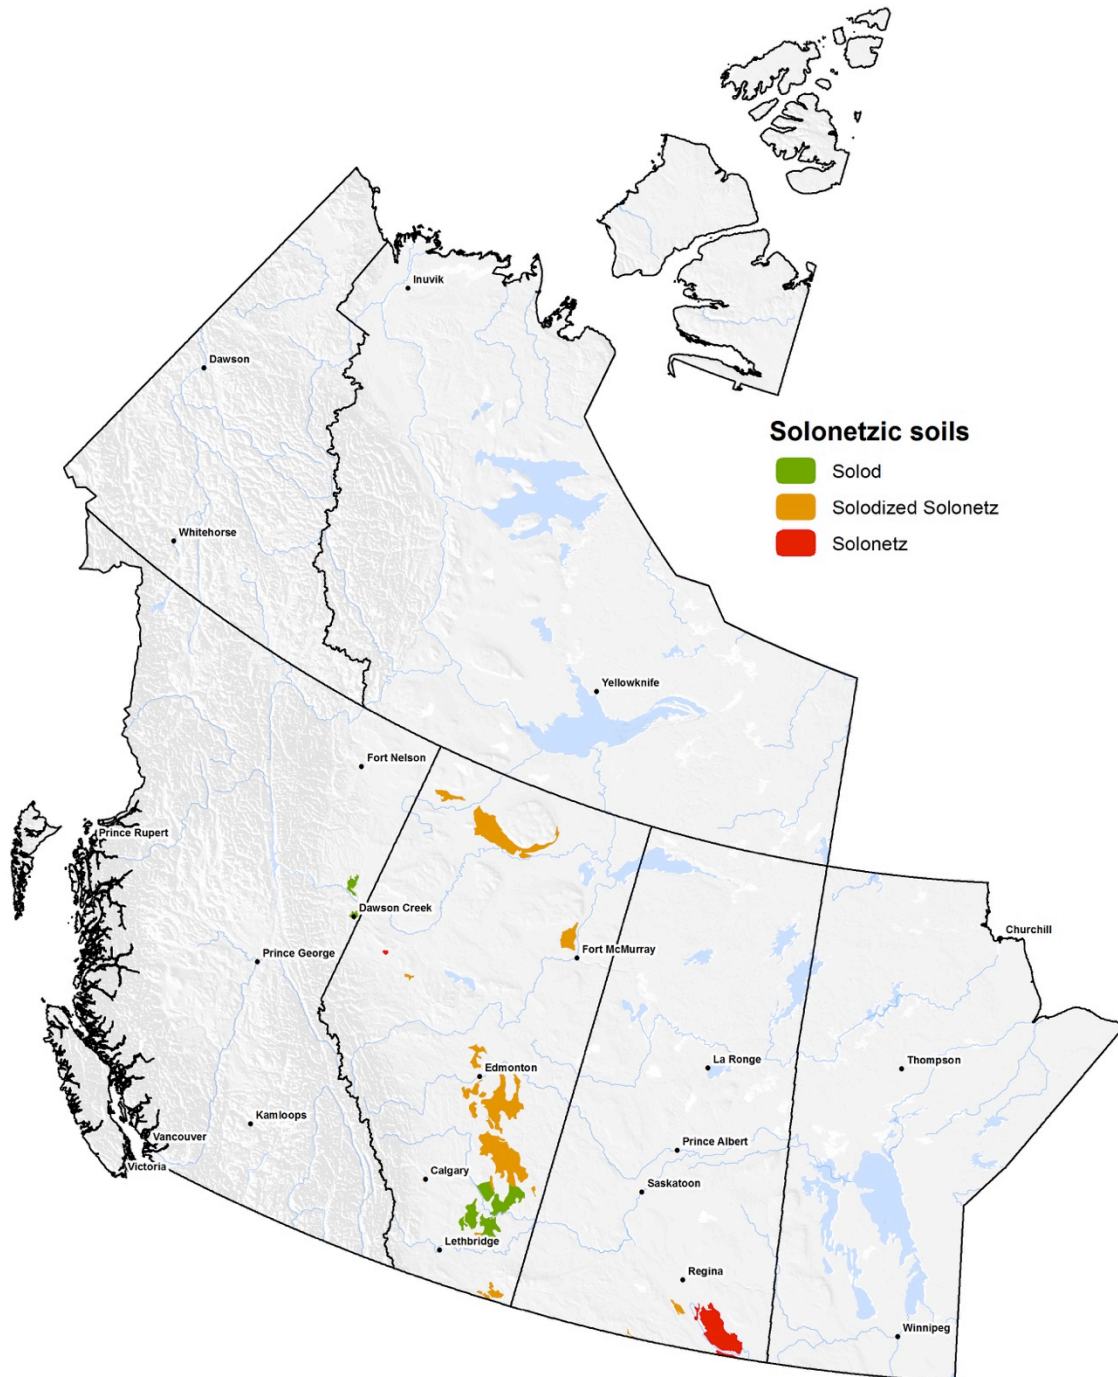 Inuvik
Dawson
Solonetzic soils
Solod
Solodized Solonetz
Whitehorse
Solonetz
Yellowknife
Fort Nelson
Prince Rupert
Dawson Creek
Churchill
Fort McMurray
Prince George
La Ronge
Thompson
Edmonton
Kamloops
Vancouver
Prince Albert
Victoria
Calgary
Saskatoon
Lethbridge
Regina
Winnipeg